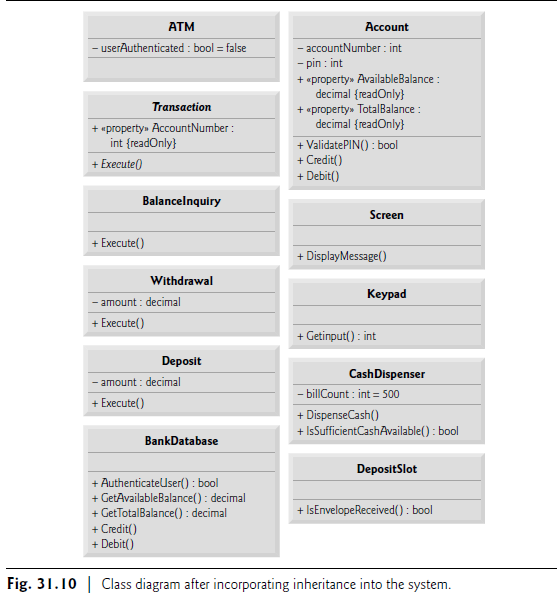 ATM
– userAuthenticated : bool = false
Transaction
+ «property» AccountNumber :
int {readOnly}
+ Execute()
BalanceInquiry
+ Execute()
Withdrawal
– amount : decimal
+ Execute()
Deposit
– amount : decimal
+ Execute()
BankDatabase
+ AuthenticateUser() : bool
+ GetAvailableBalance() : decimal
+ GetTotalBalance() : decimal
+ Credit()
+ Debit()
Account
– accountNumber : int
– pin : int
+ «property» AvailableBalance :
decimal {readOnly}
+ «property» TotalBalance :
decimal {readOnly}
+ ValidatePIN() : bool
+ Credit()
+ Debit()
Screen
+ DisplayMessage()
Keypad
+ GetInput() : int
CashDispenser
– billCount : int = 500
+ DispenseCash()
+ IsSufficientCashAvailable() : bool
DepositSlot
+ IsEnvelopeReceived() : bool
Fig. 31.10 | Class diagram after incorporating inheritance into the system.